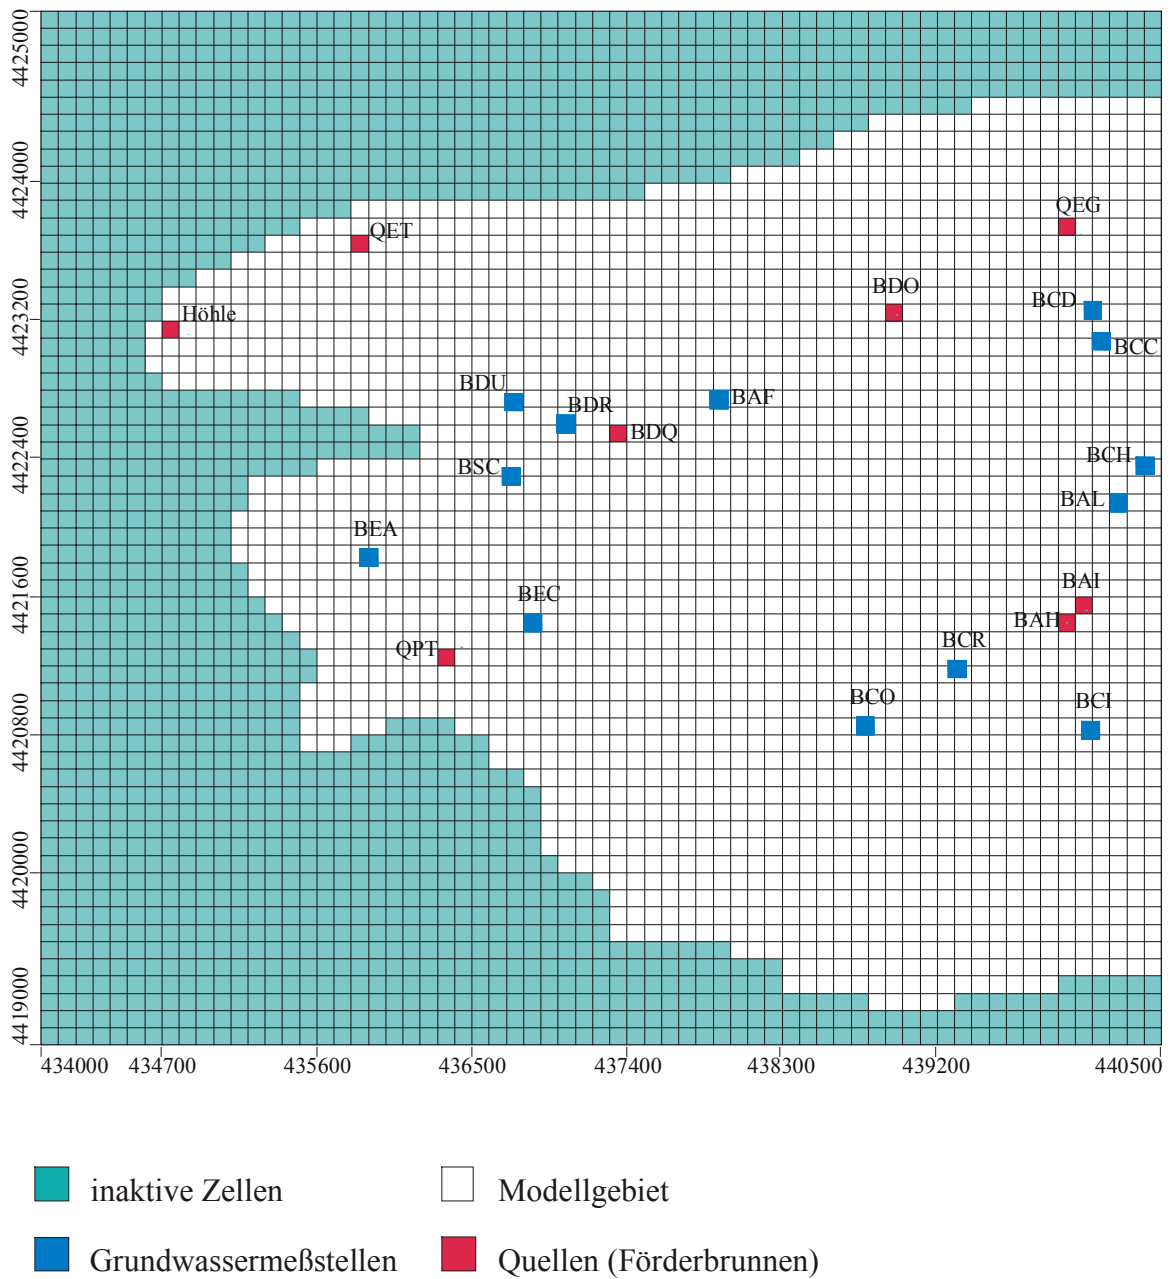 4425000
4424000
QEG
QET
BDO
BCD
4423200
Höhle
BCC
BDU
BAF
BDR
BDQ
4422400
BCH
BSC
BAL
BEA
4421600
BAI
BEC
BAH
BCR
QPT
BCO
BCI
4420800
4420000
4419000
434000 434700 435600 436500 437400 438300 439200 440500
inaktive Zellen Modellgebiet
Grundwassermeßstellen Quellen (Förderbrunnen)